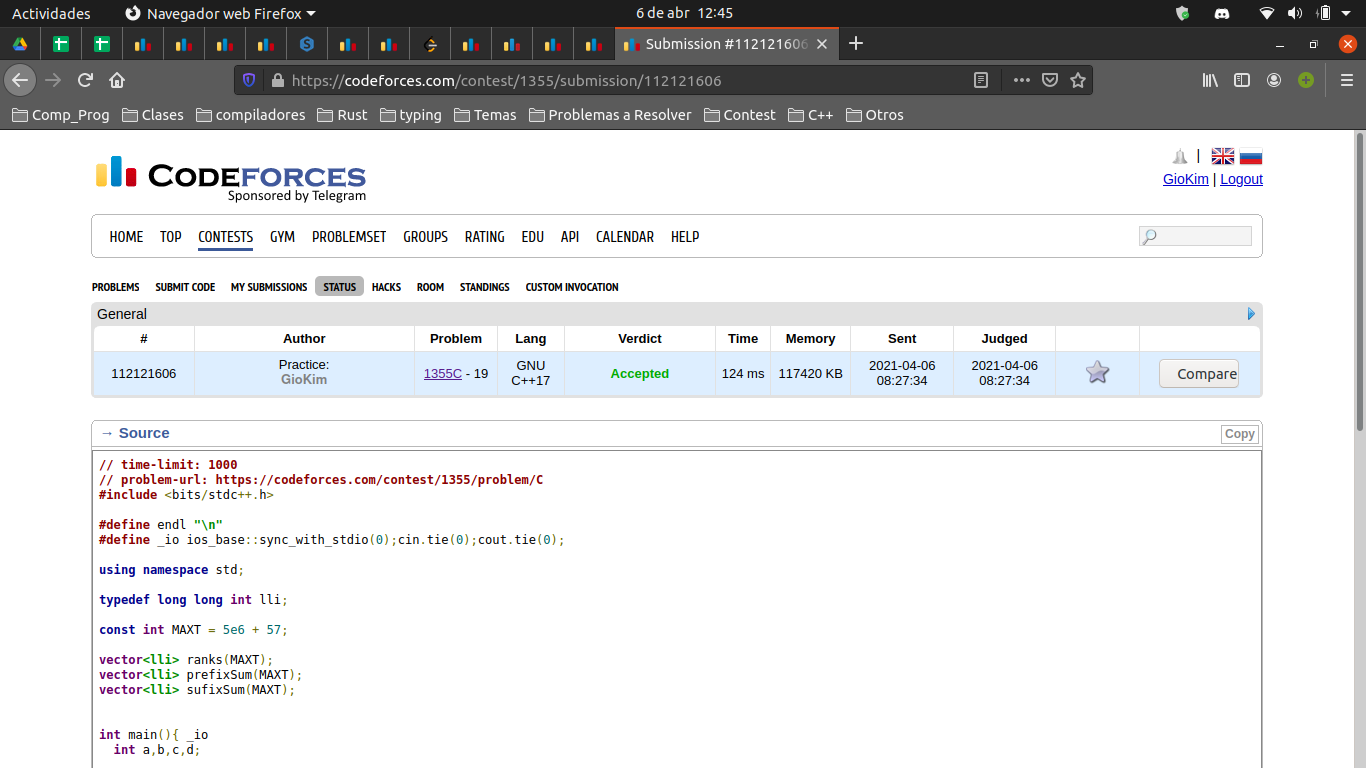 Actividades Navegador web Firefox 6 de abr 12:45
Submission #112121606
https://codeforces.com/contest/1355/submission/112121606
Comp_Prog Clases compiladores Rust typing Temas Problemas a Resolver Contest C++ Otros
CODEFORCES
Sponsored by Telegram
|
GioKim | Logout
HOME TOP CONTESTS GYM PROBLEMSET GROUPS RATING EDU API CALENDAR HELP
PROBLEMS SUBMIT CODE MY SUBMISSIONS STATUS HACKS ROOM STANDINGS CUSTOM INVOCATION
General
# Author Problem Lang Verdict Time Memory Sent Judged
112121606 Practice: GioKim 1355C - 19 GNU C++17 Accepted 124 ms 117420 KB 2021-04-06 08:27:34 2021-04-06 08:27:34 Compare
→ Source Copy
// time-limit: 1000
// problem-url: https://codeforces.com/contest/1355/problem/C
#include <bits/stdc++.h>
#define endl "\n"
#define _io ios_base::sync_with_stdio(0);cin.tie(0);cout.tie(0);
using namespace std;
typedef long long int lli;
const int MAXT = 5e6 + 57;
vector<lli> ranks(MAXT);
vector<lli> prefixSum(MAXT);
vector<lli> sufixSum(MAXT);
int main(){ _io
int a,b,c,d;